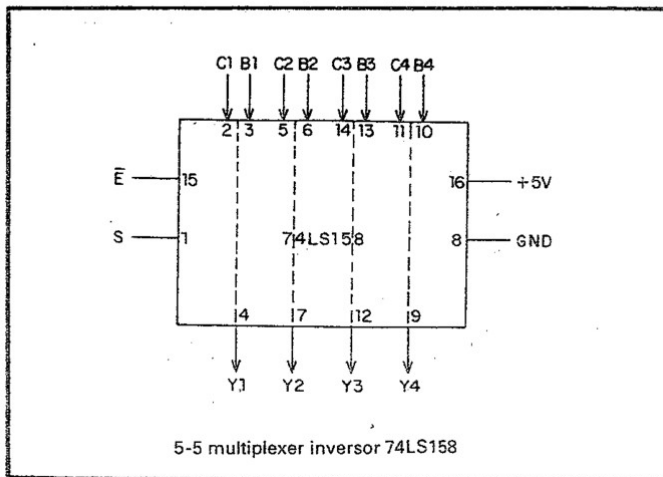 C1 B1 C2 B2 C3 B3 C4 B4
2 3 5 6 14 13 11 10
E̅ 15 16 +5V
S 1 74LS158 8 GND
4 7 12 9
Y1 Y2 Y3 Y4
5-5 multiplexer inversor 74LS158